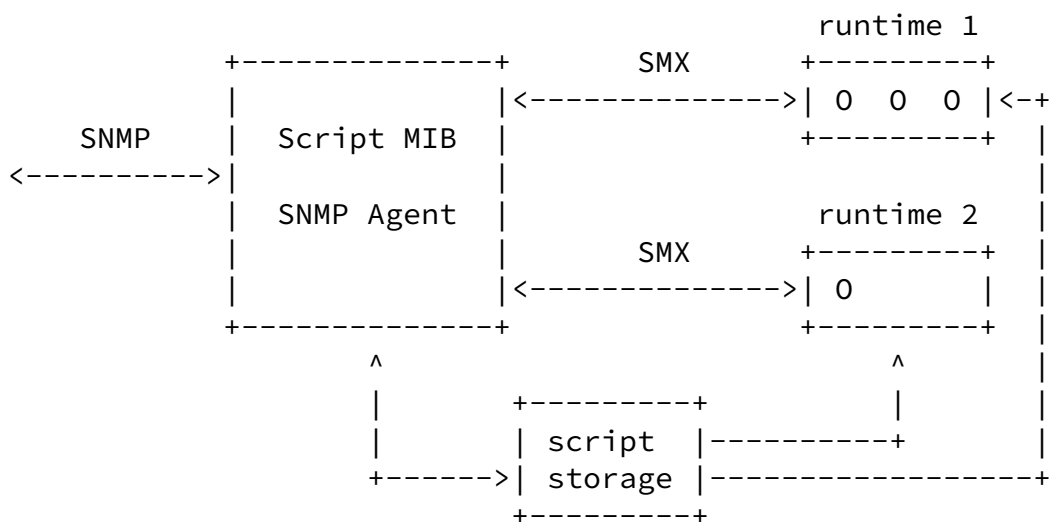 runtime 1
SMX
O O O
SNMP
Script MIB
SNMP Agent
runtime 2
SMX
O
script
storage